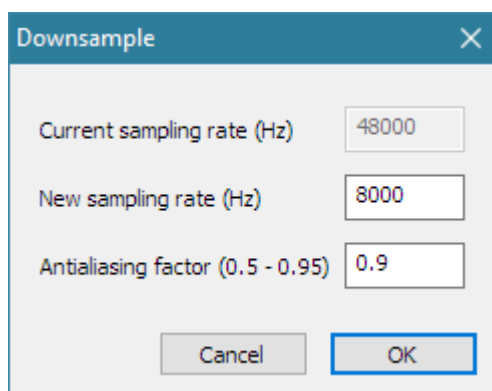 Downsample
Current sampling rate (Hz) 48000
New sampling rate (Hz) 8000
Antialiasing factor (0.5 - 0.95) 0.9
Cancel OK